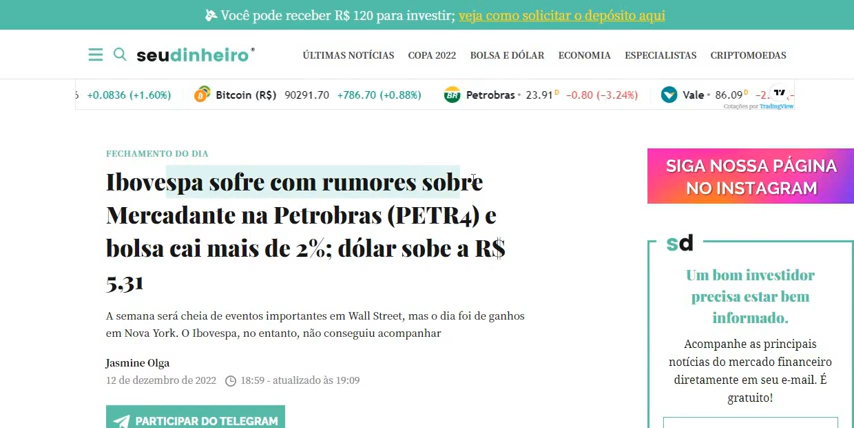 Você pode receber R$ 120 para investir; veja como solicitar o depósito aqui
seudinheiro®
ÚLTIMAS NOTÍCIAS COPA 2022 BOLSA E DÓLAR ECONOMIA ESPECIALISTAS CRIPTOMOEDAS
+0.0836 (+1.60%) Bitcoin (R$) 90291.70 +786.70 (+0.88%) Petrobras 23.91 D −0.80 (−3.24%) Vale 86.09 D
Cotações por TradingView
FECHAMENTO DO DIA
Ibovespa sofre com rumores sobre
Mercadante na Petrobras (PETR4) e
bolsa cai mais de 2%; dólar sobe a R$
5,31
A semana será cheia de eventos importantes em Wall Street, mas o dia foi de ganhos
em Nova York. O Ibovespa, no entanto, não conseguiu acompanhar
Jasmine Olga
12 de dezembro de 2022 18:59 - atualizado às 19:09
PARTICIPAR DO TELEGRAM
SIGA NOSSA PÁGINA
NO INSTAGRAM
sd
Um bom investidor
precisa estar bem
informado.
Acompanhe as principais
notícias do mercado financeiro
diretamente em seu e-mail. É
gratuito!